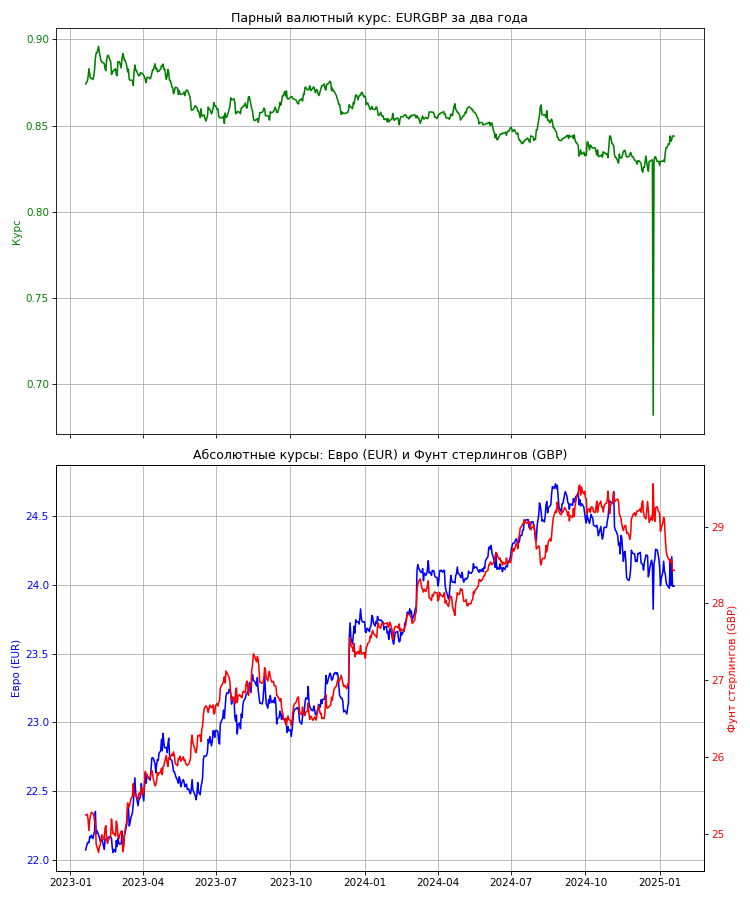 Парный валютный курс: EURGBP за два года
0.90
0.85
0.80
0.75
0.70
Курс
Абсолютные курсы: Евро (EUR) и Фунт стерлингов (GBP)
24.5
24.0
23.5
23.0
22.5
22.0
Евро (EUR)
29
28
27
26
25
Фунт стерлингов (GBP)
2023-01 2023-04 2023-07 2023-10 2024-01 2024-04 2024-07 2024-10 2025-01